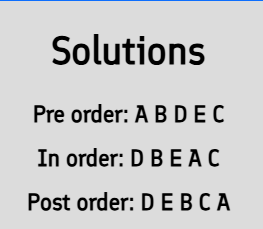 Solutions
Pre order: A B D E C
In order: D B E A C
Post order: D E B C A